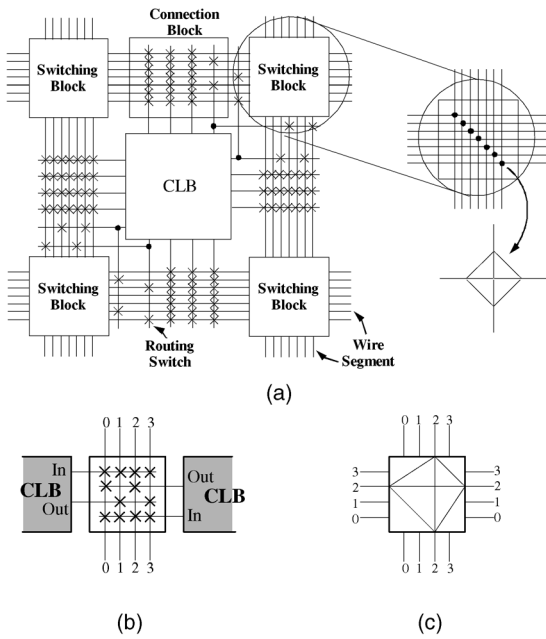 Connection
Block
Switching
Block
Switching
Block
CLB
Switching
Block
Switching
Block
Routing
Switch
Wire
Segment
(a)
0 1 2 3
In
CLB
Out
Out
CLB
In
0 1 2 3
(b)
0 1 2 3
3
2
1
0
3
2
1
0
0 1 2 3
(c)